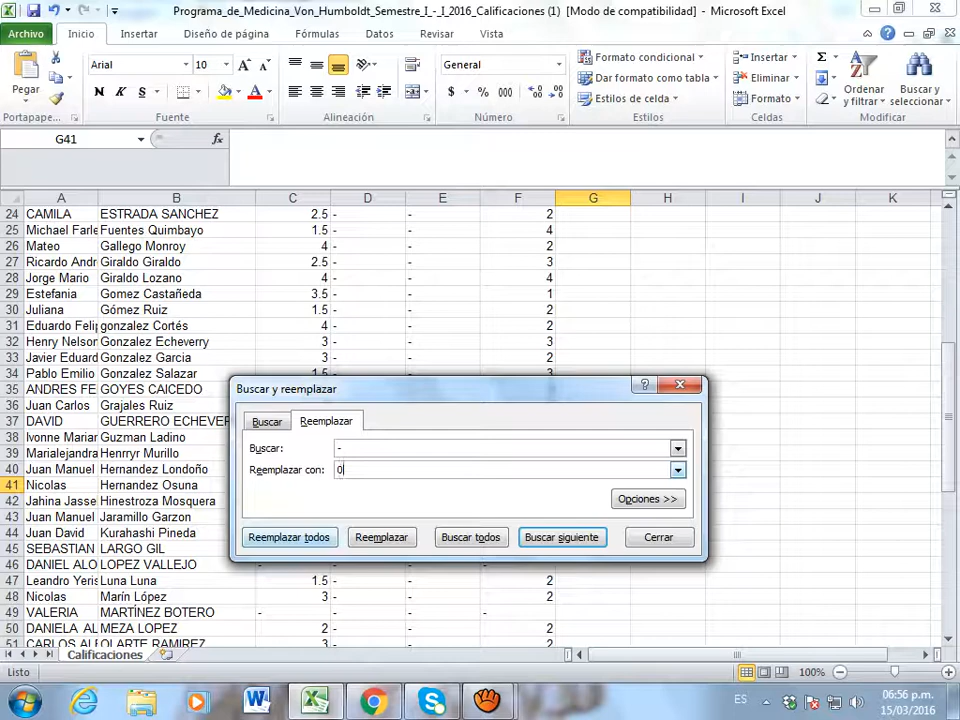 Programa_de_Medicina_Von_Humboldt_Semestre_I_-_I_2016_Calificaciones (1) [Modo de compatibilidad] - Microsoft Excel
Archivo Inicio Insertar Diseño de página Fórmulas Datos Revisar Vista
Pegar
Arial 10 General
N K S $ % 000
Formato condicional
Dar formato como tabla
Estilos de celda
Insertar
Eliminar
Formato
Σ
Ordenar y filtrar
Buscar y seleccionar
Portapape... Fuente Alineación Número Estilos Celdas Modificar
G41 fx
A B C D E F G H I J K
24 CAMILA ESTRADA SANCHEZ 2.5 - - 2
25 Michael Farle Fuentes Quimbayo 1.5 - - 4
26 Mateo Gallego Monroy 4 - - 2
27 Ricardo Andr Giraldo Giraldo 2.5 - - 3
28 Jorge Mario Giraldo Lozano 4 - - 4
29 Estefania Gomez Castañeda 3.5 - - 1
30 Juliana Gómez Ruiz 1.5 - - 2
31 Eduardo Felip gonzalez Cortés 4 - - 2
32 Henry Nelson Gonzalez Echeverry 3 - - 3
33 Javier Eduard Gonzalez Garcia 3 - - 2
34 Pablo Emilio Gonzalez Salazar 1.5 - - 3
35 ANDRES FE GOYES CAICEDO
36 Juan Carlos Grajales Ruiz
37 DAVID GUERRERO ECHEVER
38 Ivonne Marian Guzman Ladino
39 Marialejandra Henrryr Murillo
40 Juan Manuel Hernandez Londoño
41 Nicolas Hernandez Osuna
42 Jahina Jasse Hinestroza Mosquera
43 Juan Manuel Jaramillo Garzon
44 Juan David Kurahashi Pineda
45 SEBASTIAN LARGO GIL
46 DANIEL ALO LOPEZ VALLEJO
47 Leandro Yeris Luna Luna 1.5 - - 2
48 Nicolas Marín López 3 - - 2
49 VALERIA MARTÍNEZ BOTERO - - - -
50 DANIELA AL MEZA LOPEZ 2 - - 2
51 CARLOS AL OLARTE RAMIREZ 3 - - 2
Buscar y reemplazar
Buscar Reemplazar
Buscar: -
Reemplazar con: 0
Opciones >>
Reemplazar todos Reemplazar Buscar todos Buscar siguiente Cerrar
Calificaciones
Listo 100%
ES 06:56 p.m.
15/03/2016